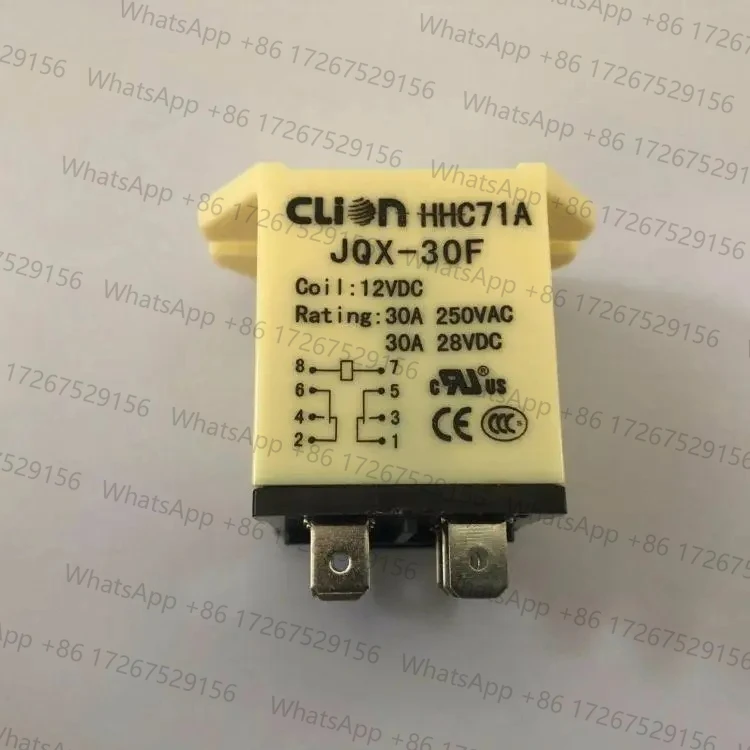 CLION HHC71A
JQX-30F
Coil:12VDC
Rating:30A 250VAC
30A 28VDC
8 7
6 5
4 3
2 1
c RU ® US
CE CCC S
WhatsApp +86 17267529156